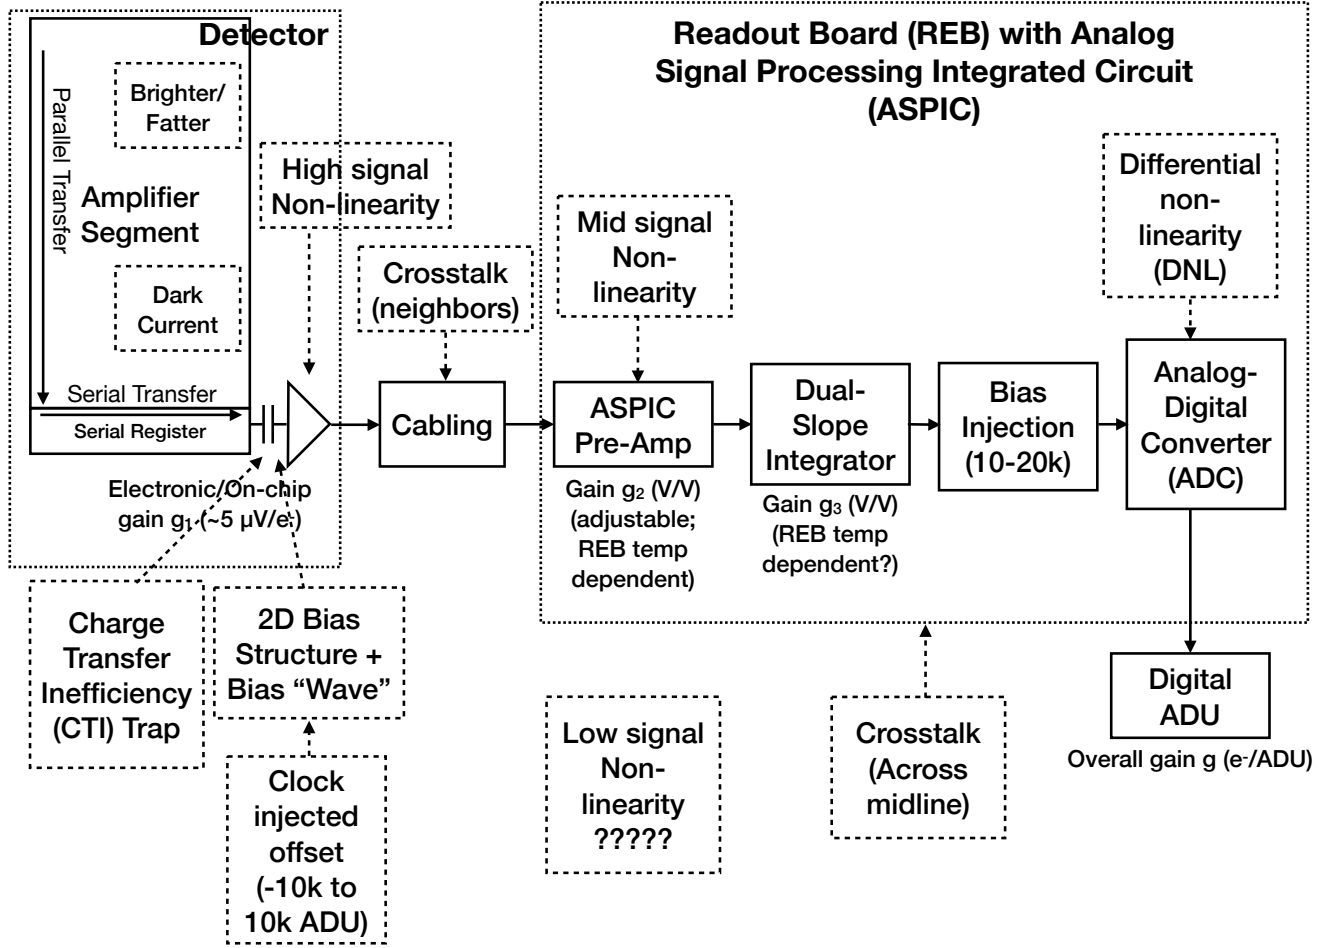 Detector
Brighter/
Fatter
Parallel Transfer
Amplifier
Segment
Dark
Current
Serial Transfer
Serial Register
Electronic/On-chip
gain g₁ (~5 µV/e-)
High signal
Non-linearity
Crosstalk
(neighbors)
Cabling
Charge
Transfer
Inefficiency
(CTI) Trap
2D Bias
Structure +
Bias “Wave”
Clock
injected
offset
(-10k to
10k ADU)
Readout Board (REB) with Analog
Signal Processing Integrated Circuit
(ASPIC)
Mid signal
Non-
linearity
ASPIC
Pre-Amp
Gain g₂ (V/V)
(adjustable;
REB temp
dependent)
Dual-
Slope
Integrator
Gain g₃ (V/V)
(REB temp
dependent?)
Bias
Injection
(10-20k)
Differential
non-
linearity
(DNL)
Analog-
Digital
Converter
(ADC)
Low signal
Non-
linearity
?????
Crosstalk
(Across
midline)
Digital
ADU
Overall gain g (e-/ADU)